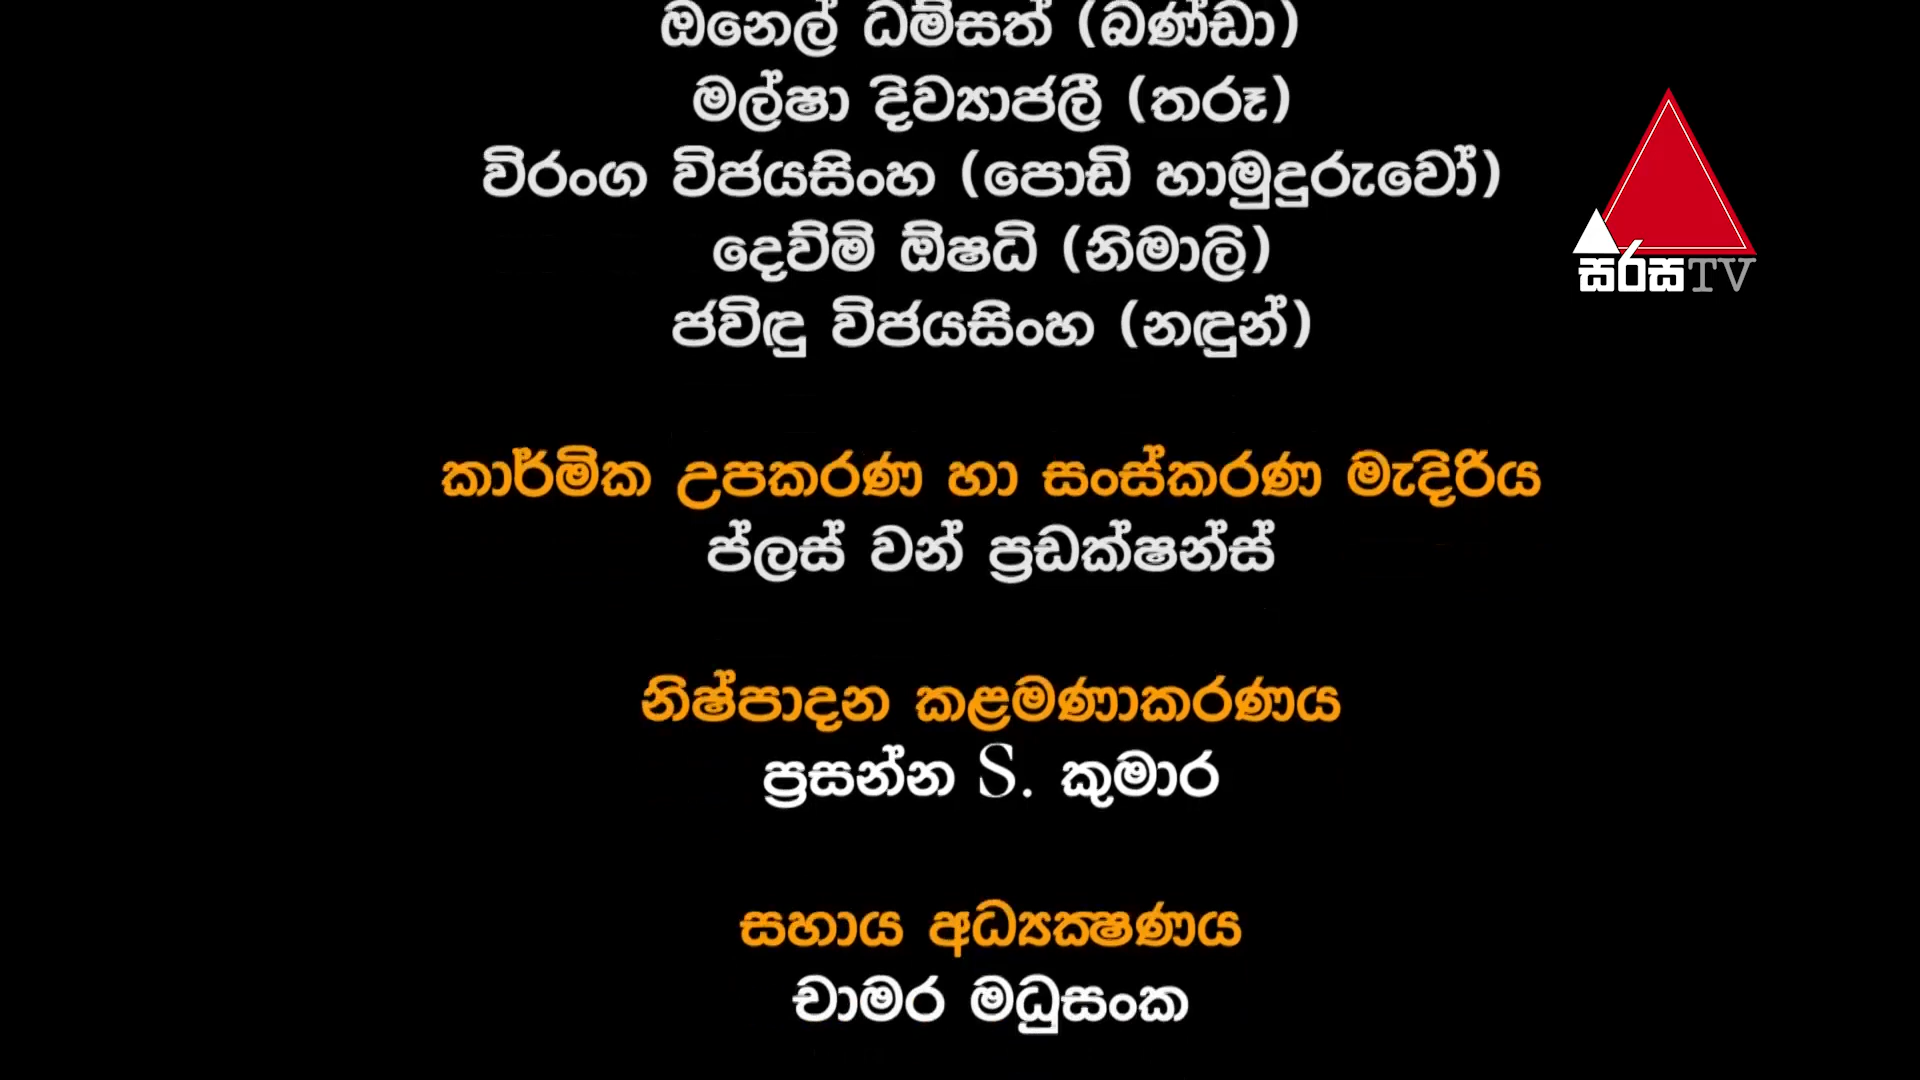 ඔනෙල් ධම්සත් (බණ්ඩා)
මල්ෂා දිව්‍යාජලී (තරූ)
විරංග විජයසිංහ (පොඩි හාමුදුරුවෝ)
දෙව්මි ඕෂධි (නිමාලි)
ජවිඳු විජයසිංහ (නඳුන්)
සරස TV
කාර්මික උපකරණ හා සංස්කරණ මැදිරිය
ප්ලස් වන් ප්‍රඩක්ෂන්ස්
නිෂ්පාදන කළමණාකරණය
ප්‍රසන්න S. කුමාර
සහාය අධ්‍යක්ෂණය
චාමර මධුසංක